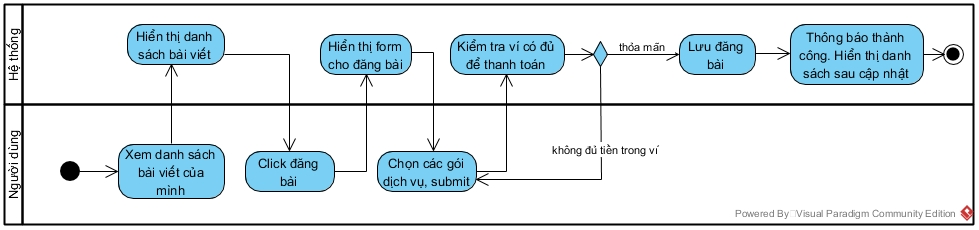 Hệ thống
Hiển thị danh
sách bài viết
Hiển thị form
cho đăng bài
Kiểm tra ví có đủ
để thanh toán
thỏa mãn
Lưu đăng
bài
Thông báo thành
công. Hiển thị danh
sách sau cập nhật
Người dùng
Xem danh sách
bài viết của
mình
Click đăng
bài
Chọn các gói
dịch vụ, submit
không đủ tiền trong ví
Powered By Visual Paradigm Community Edition